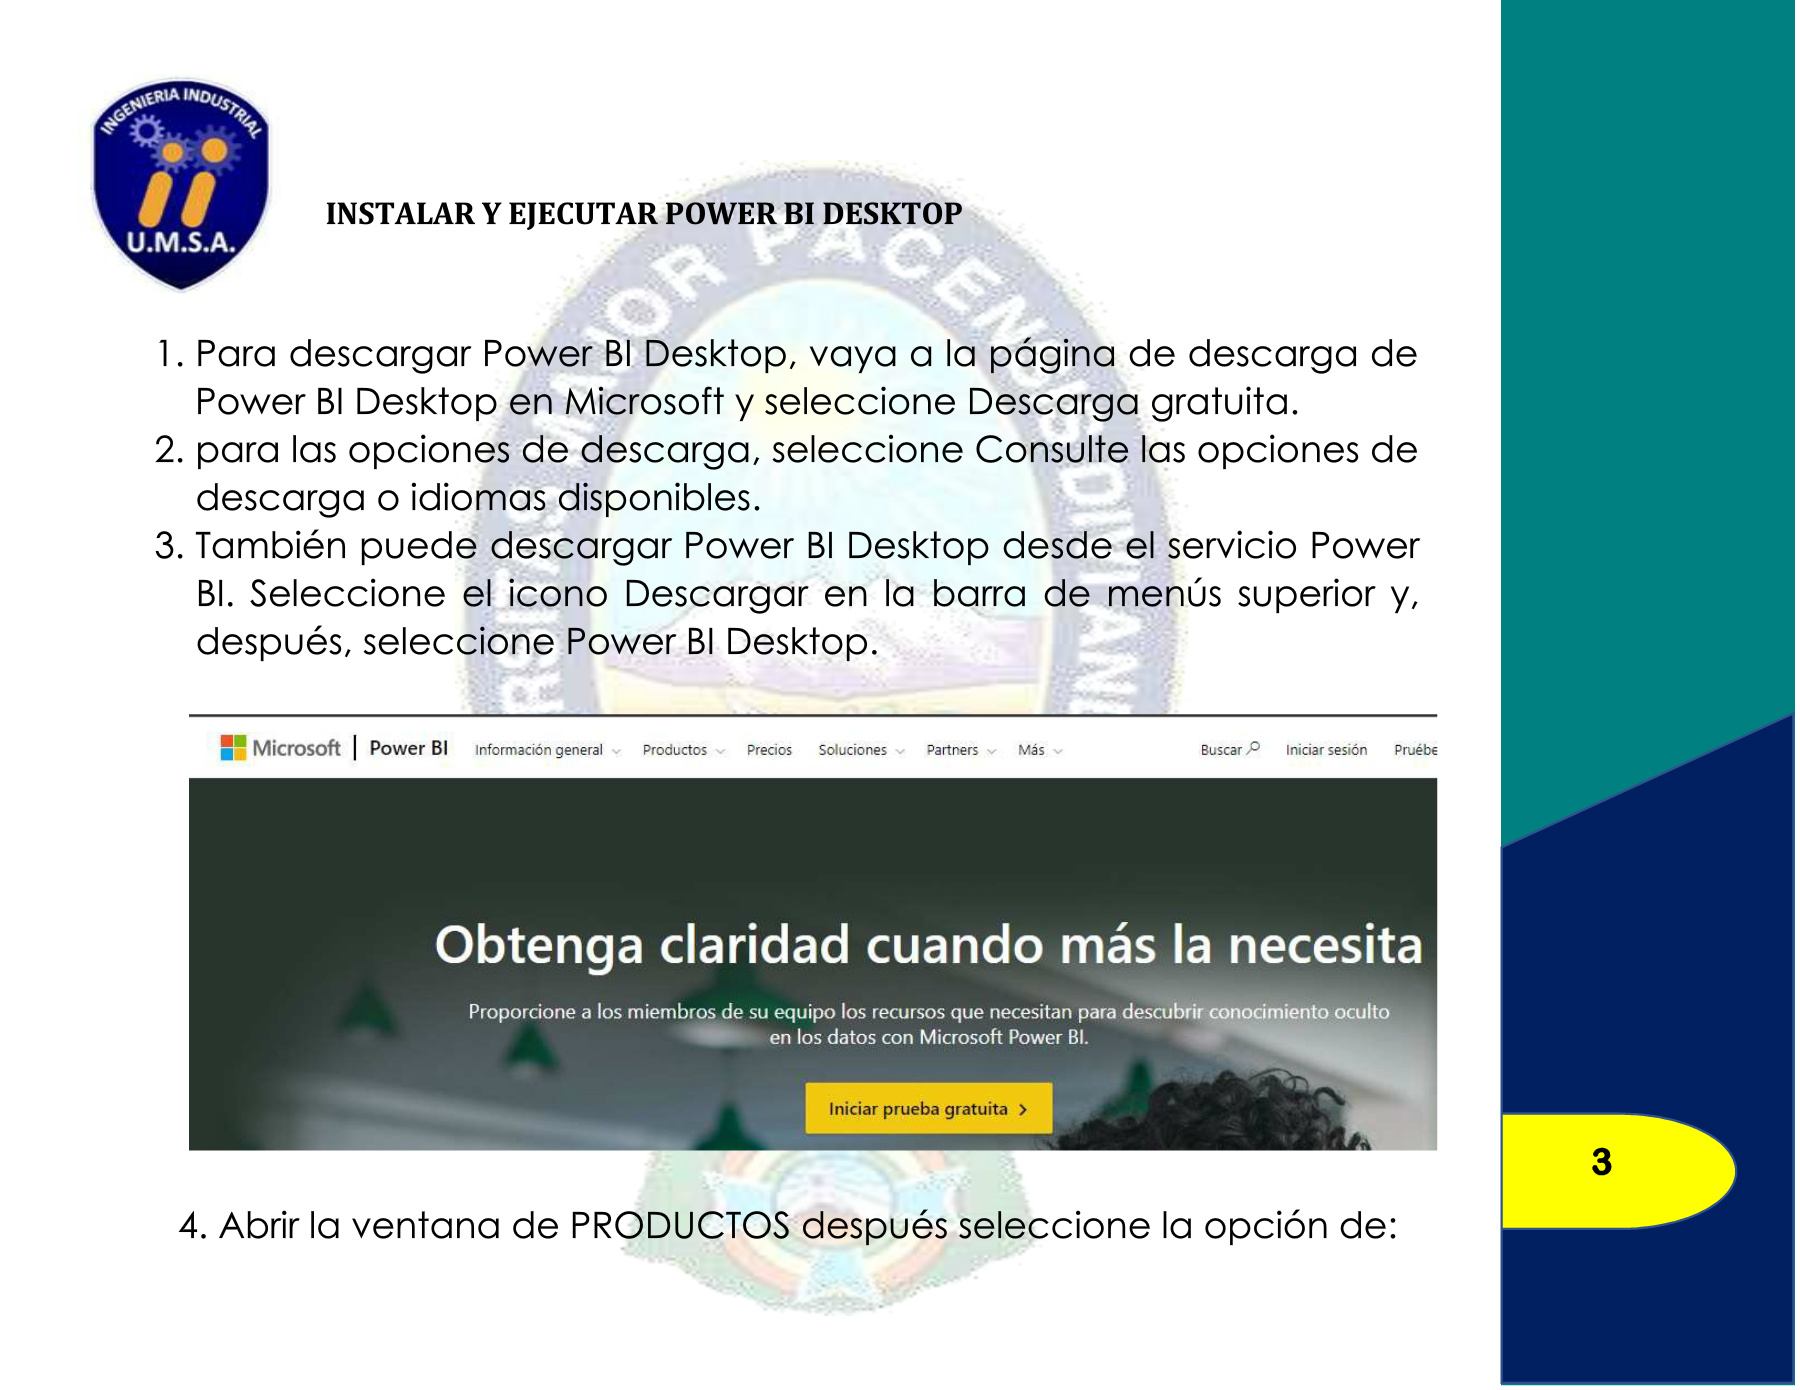 INGENIERIA INDUSTRIAL
U.M.S.A.
INSTALAR Y EJECUTAR POWER BI DESKTOP
1. Para descargar Power BI Desktop, vaya a la página de descarga de
Power BI Desktop en Microsoft y seleccione Descarga gratuita.
2. para las opciones de descarga, seleccione Consulte las opciones de
descarga o idiomas disponibles.
3. También puede descargar Power BI Desktop desde el servicio Power
BI. Seleccione el icono Descargar en la barra de menús superior y,
después, seleccione Power BI Desktop.
Microsoft | Power BI Información general Productos Precios Soluciones Partners Más Buscar Iniciar sesión Pruébe
Obtenga claridad cuando más la necesita
Proporcione a los miembros de su equipo los recursos que necesitan para descubrir conocimiento oculto
en los datos con Microsoft Power BI.
Iniciar prueba gratuita >
3
4. Abrir la ventana de PRODUCTOS después seleccione la opción de: